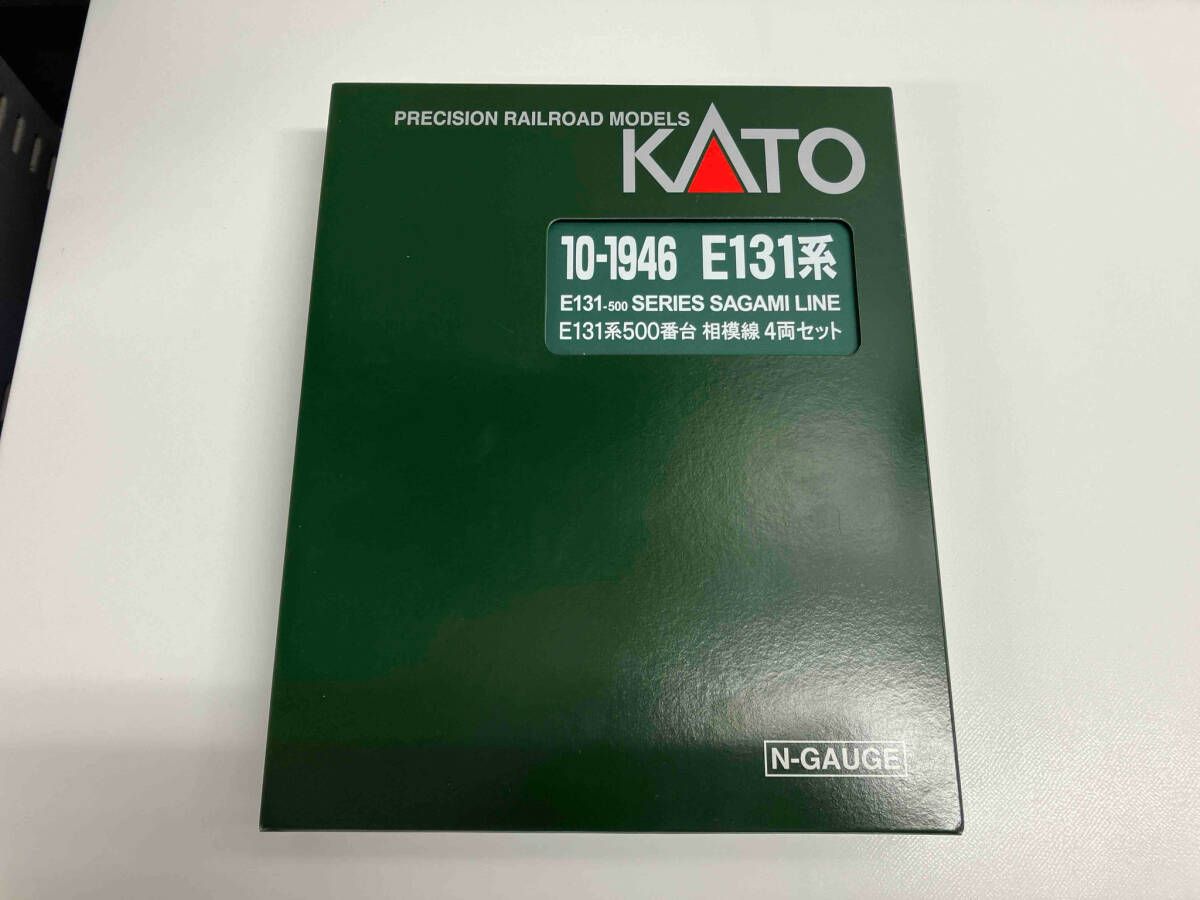 PRECISION RAILROAD MODELS
KATO
10-1946 E131系
E131-500 SERIES SAGAMI LINE
E131系500番台 相模線 4両セット
N-GAUGE